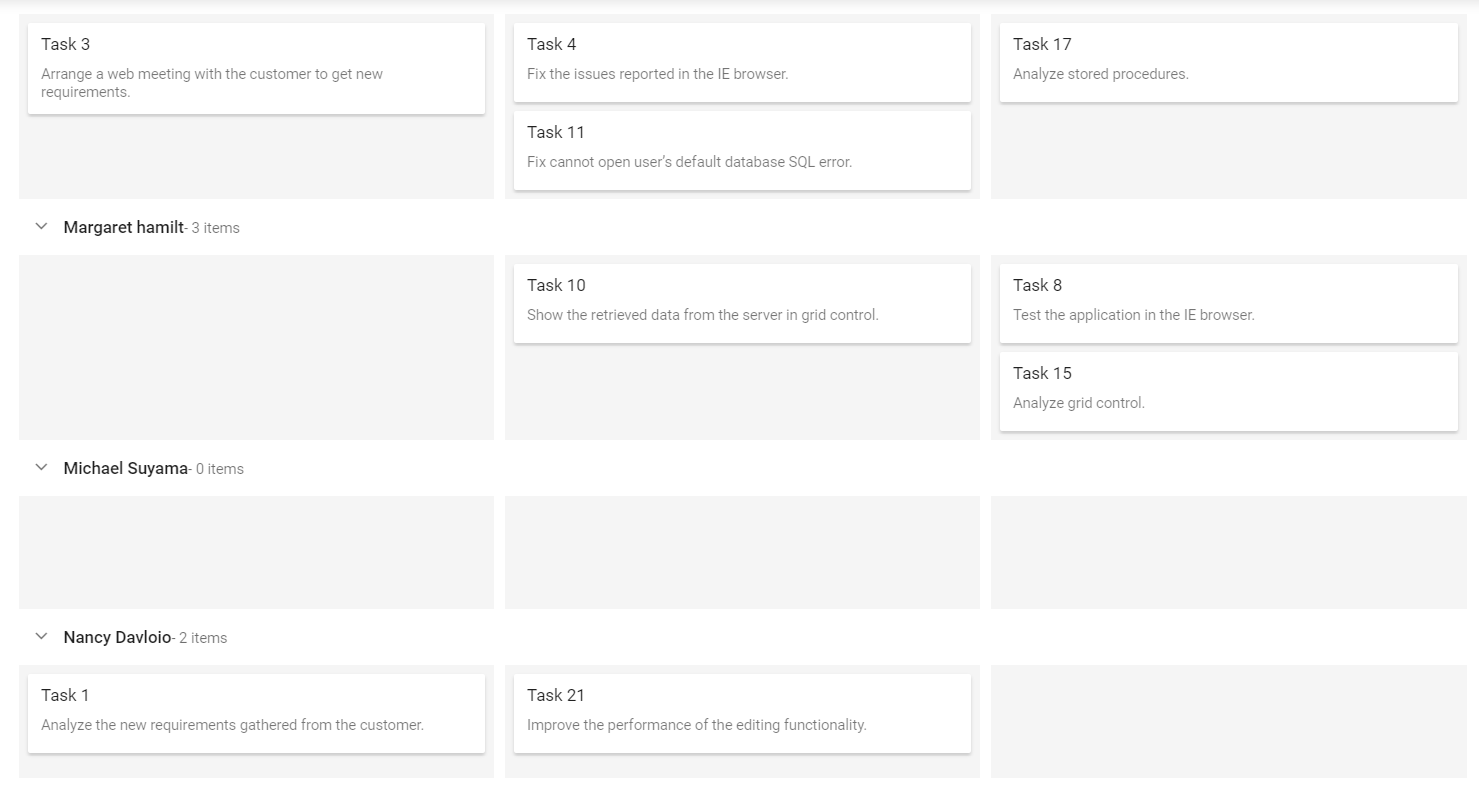 Task 3
Arrange a web meeting with the customer to get new
requirements.
Task 4
Fix the issues reported in the IE browser.
Task 11
Fix cannot open user’s default database SQL error.
Task 17
Analyze stored procedures.
Margaret hamilt- 3 items
Task 10
Show the retrieved data from the server in grid control.
Task 8
Test the application in the IE browser.
Task 15
Analyze grid control.
Michael Suyama- 0 items
Nancy Davloio- 2 items
Task 1
Analyze the new requirements gathered from the customer.
Task 21
Improve the performance of the editing functionality.